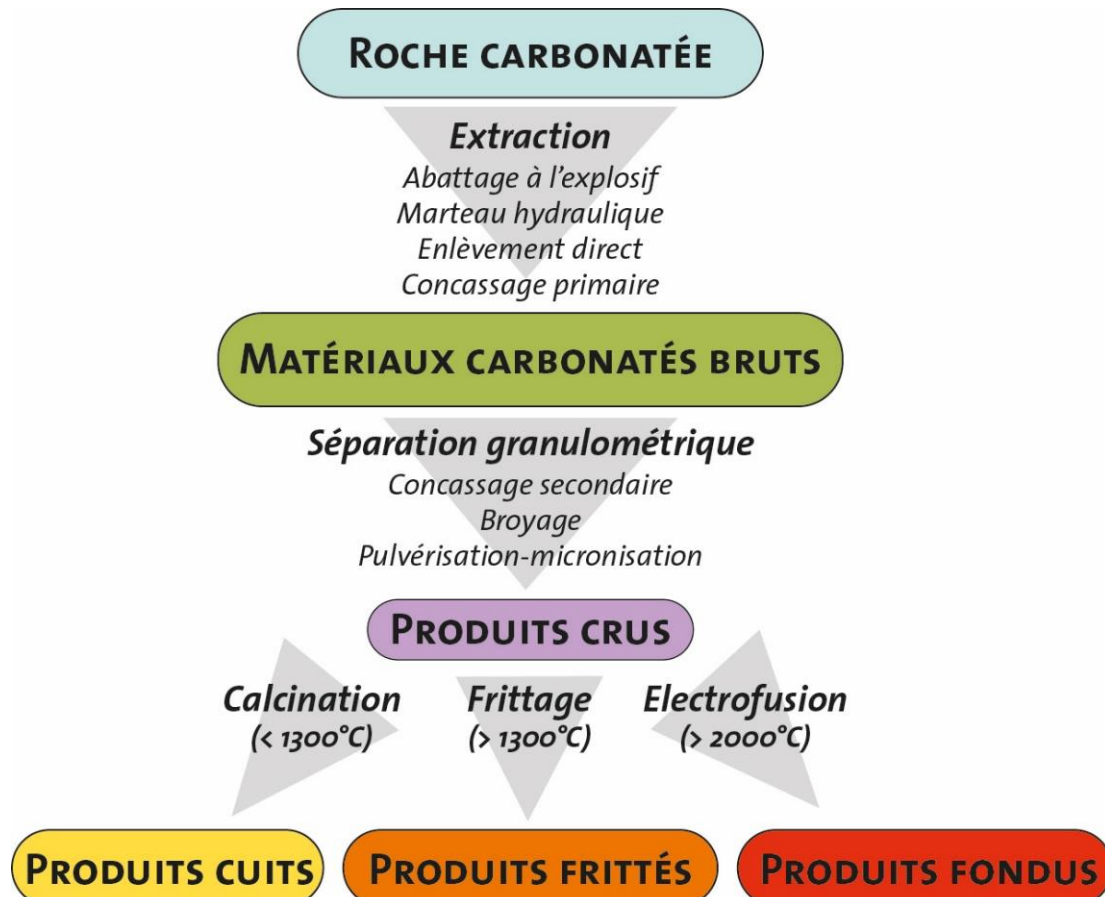 ROCHE CARBONATÉE
Extraction
Abattage à l'explosif
Marteau hydraulique
Enlèvement direct
Concassage primaire
MATÉRIAUX CARBONATÉS BRUTS
Séparation granulométrique
Concassage secondaire
Broyage
Pulvérisation-micronisation
PRODUITS CRUS
Calcination
(< 1300°C)
Frittage
(> 1300°C)
Electrofusion
(> 2000°C)
PRODUITS CUITS
PRODUITS FRITTÉS
PRODUITS FONDUS